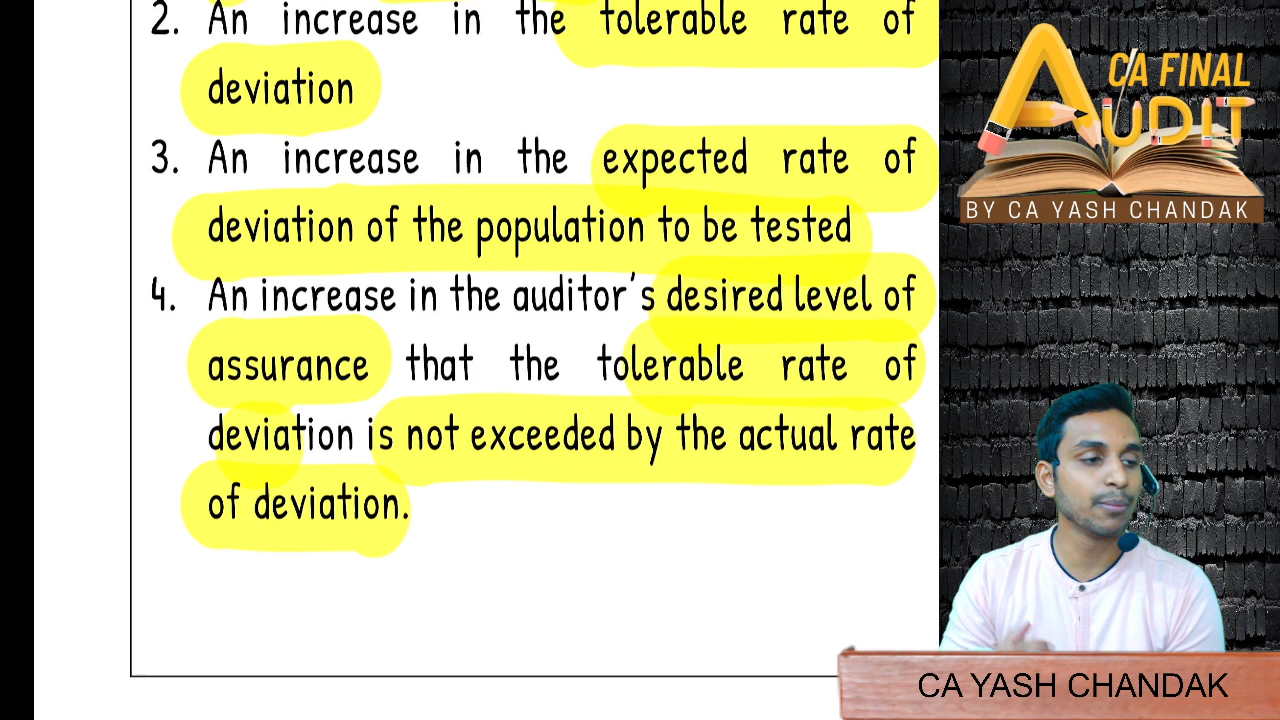 2. An increase in the tolerable rate of
deviation
3. An increase in the expected rate of
deviation of the population to be tested
4. An increase in the auditor's desired level of
assurance that the tolerable rate of
deviation is not exceeded by the actual rate
of deviation.
CA FINAL
AUDIT
BY CA YASH CHANDAK
CA YASH CHANDAK